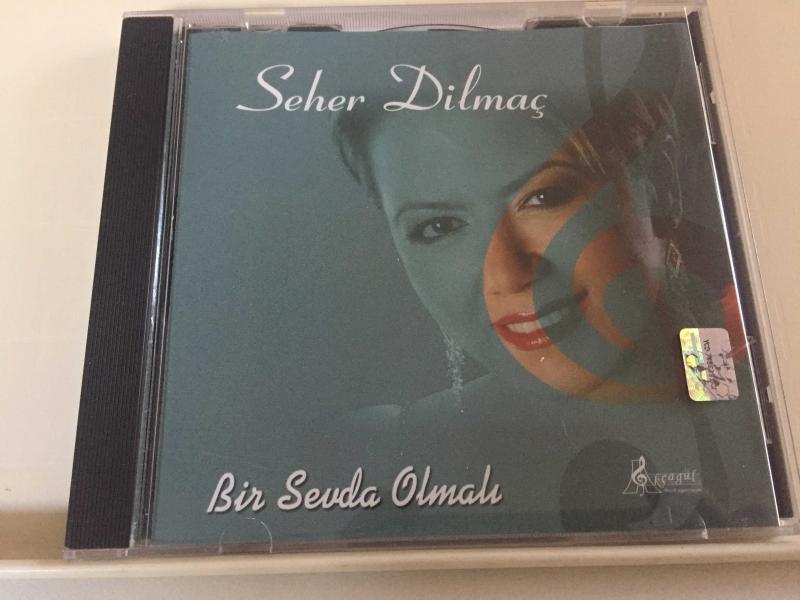 Seher Dilmaç
Bir Sevda Olmalı